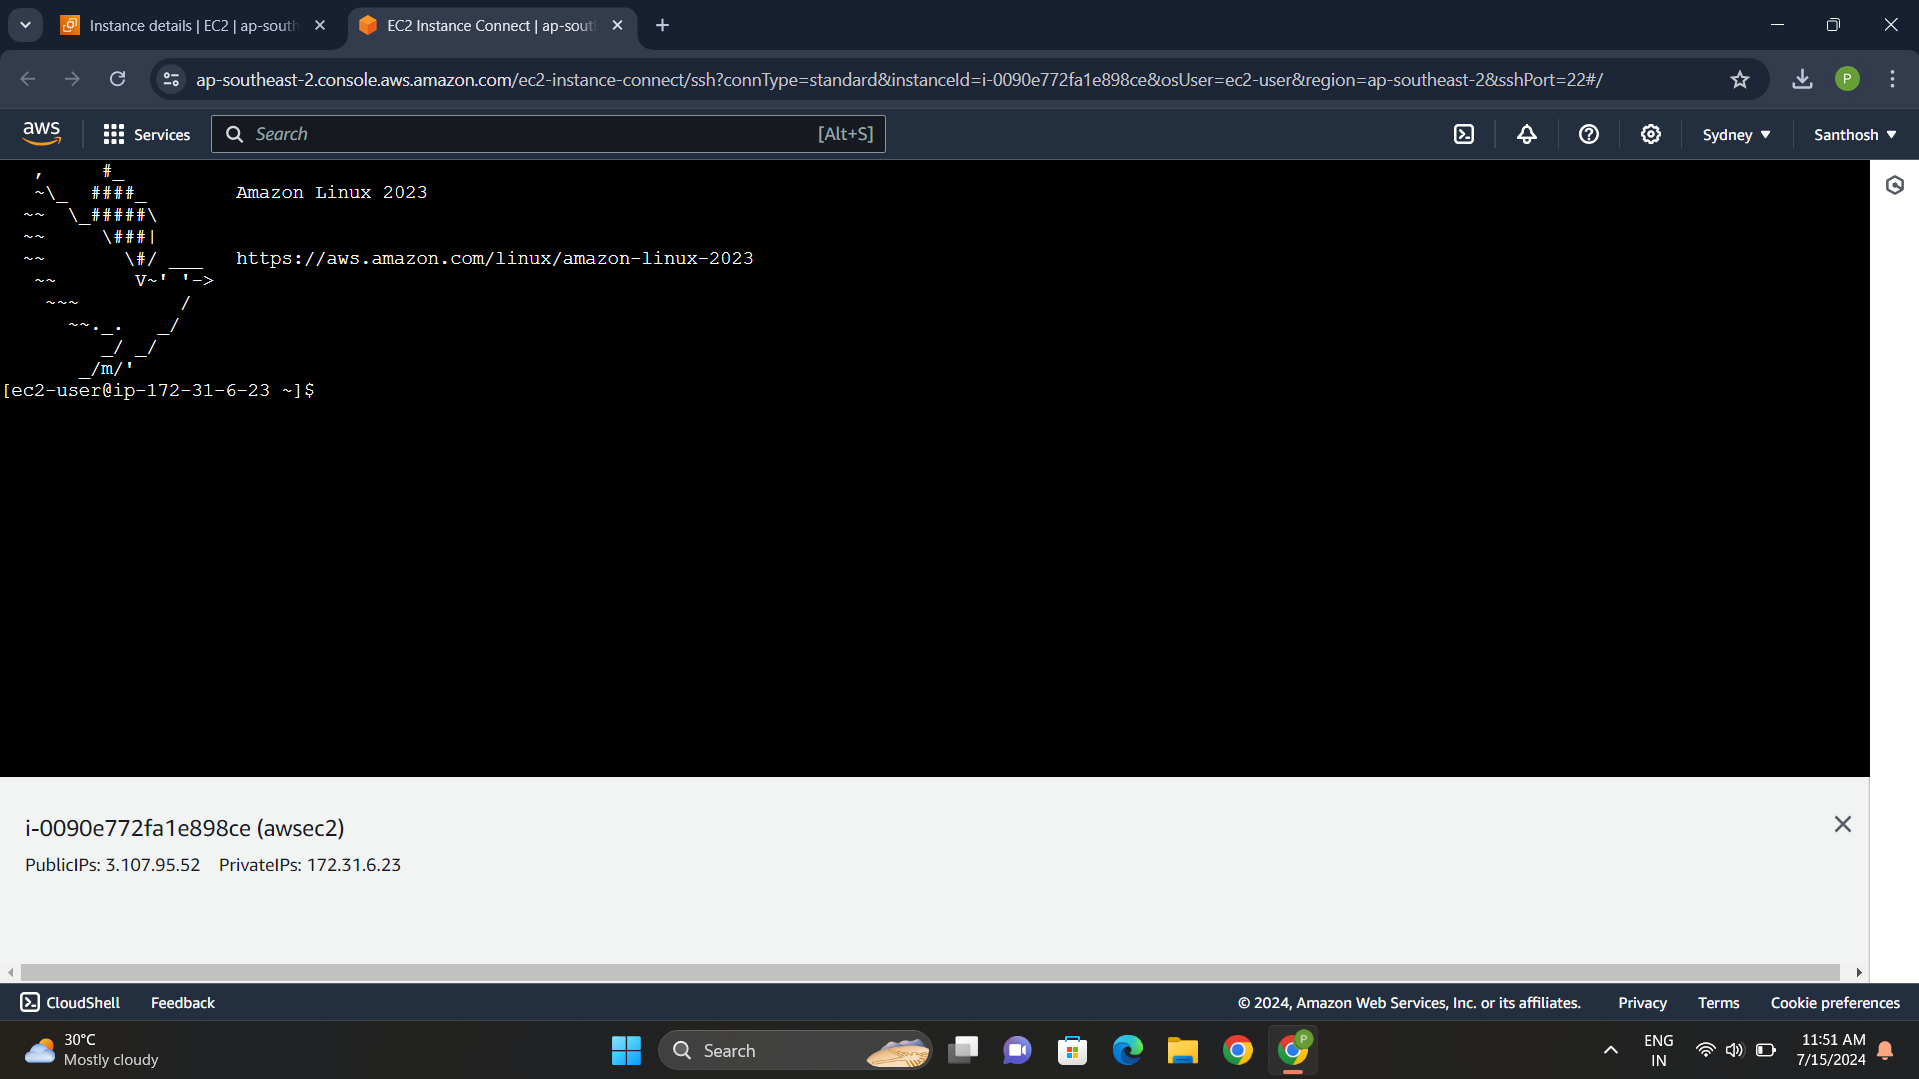 Instance details | EC2 | ap-south
EC2 Instance Connect | ap-sout
ap-southeast-2.console.aws.amazon.com/ec2-instance-connect/ssh?connType=standard&instanceId=i-0090e772fa1e898ce&osUser=ec2-user&region=ap-southeast-2&sshPort=22#/
P
aws
Services
Search
[Alt+S]
Sydney
Santhosh
   ,     #_
   ~\_  ####_        Amazon Linux 2023
  ~~  \_#####\
  ~~     \###|
  ~~       \#/ ___   https://aws.amazon.com/linux/amazon-linux-2023
   ~~       V~' '->
    ~~~         /
      ~~._.   _/
         _/ _/
       _/m/'
[ec2-user@ip-172-31-6-23 ~]$
i-0090e772fa1e898ce (awsec2)
PublicIPs: 3.107.95.52 PrivateIPs: 172.31.6.23
CloudShell
Feedback
© 2024, Amazon Web Services, Inc. or its affiliates.
Privacy
Terms
Cookie preferences
30°C
Mostly cloudy
Search
P
ENG
IN
11:51 AM
7/15/2024